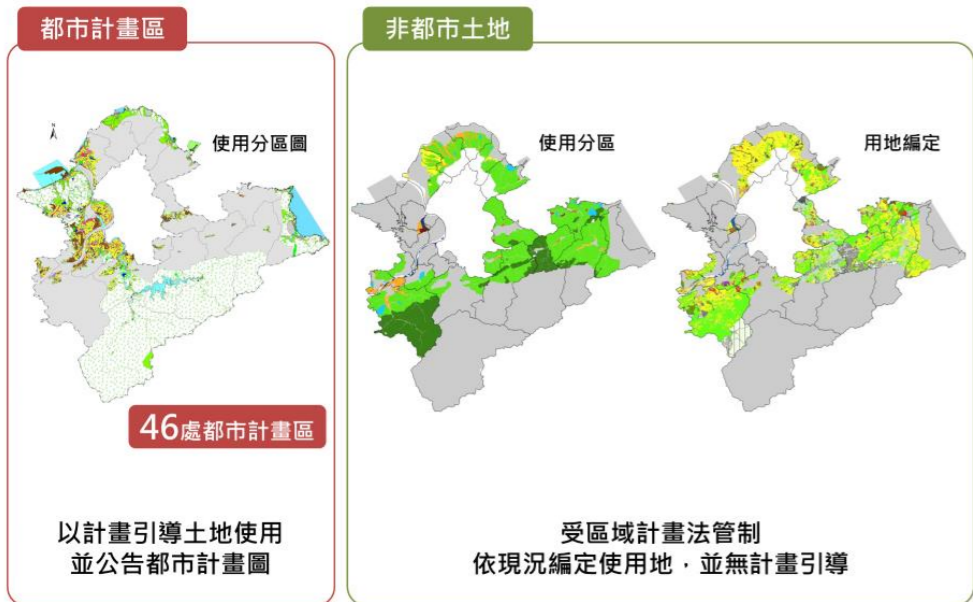 都市計畫區
使用分區圖
N
46處都市計畫區
以計畫引導土地使用
並公告都市計畫圖
非都市土地
使用分區
用地編定
受區域計畫法管制
依現況編定使用地，並無計畫引導